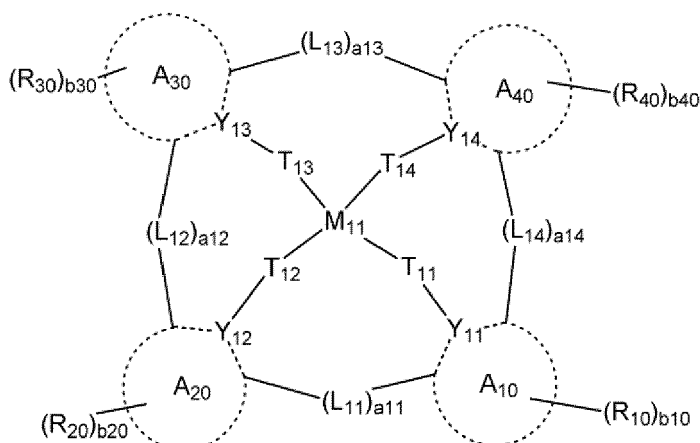 (L₁₃)ₐ₁₃
(R₃₀)b₃₀ A₃₀ A₄₀ (R₄₀)b₄₀
Y₁₃ Y₁₄
T₁₃ T₁₄
(L₁₂)ₐ₁₂ M₁₁ (L₁₄)ₐ₁₄
T₁₂ T₁₁
Y₁₂ Y₁₁
A₂₀ (L₁₁)ₐ₁₁ A₁₀
(R₂₀)b₂₀ (R₁₀)b₁₀